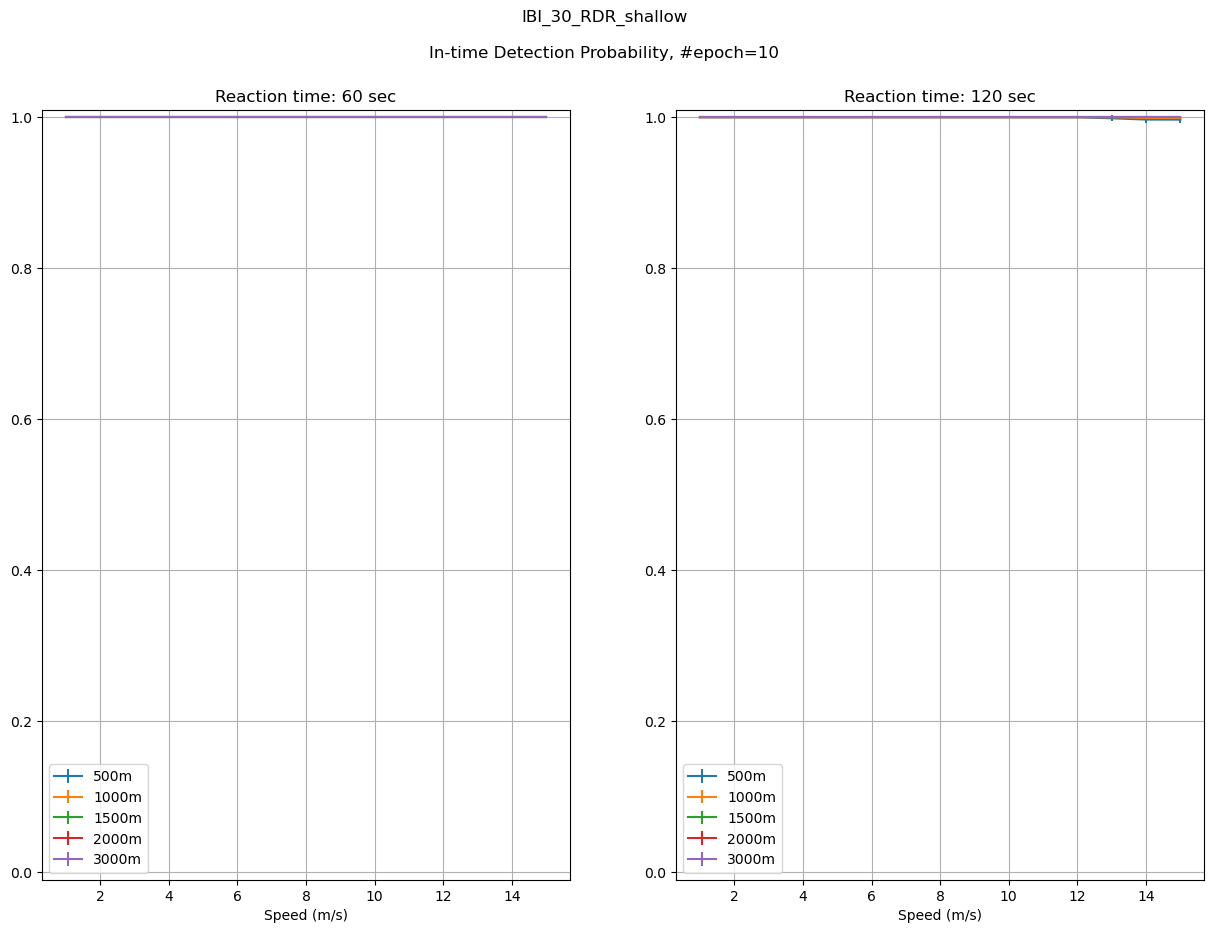 IBI_30_RDR_shallow
In-time Detection Probability, #epoch=10
Reaction time: 60 sec
1.0
0.8
0.6
0.4
0.2
0.0
500m
1000m
1500m
2000m
3000m
2 4 6 8 10 12 14
Speed (m/s)
Reaction time: 120 sec
1.0
0.8
0.6
0.4
0.2
0.0
500m
1000m
1500m
2000m
3000m
2 4 6 8 10 12 14
Speed (m/s)